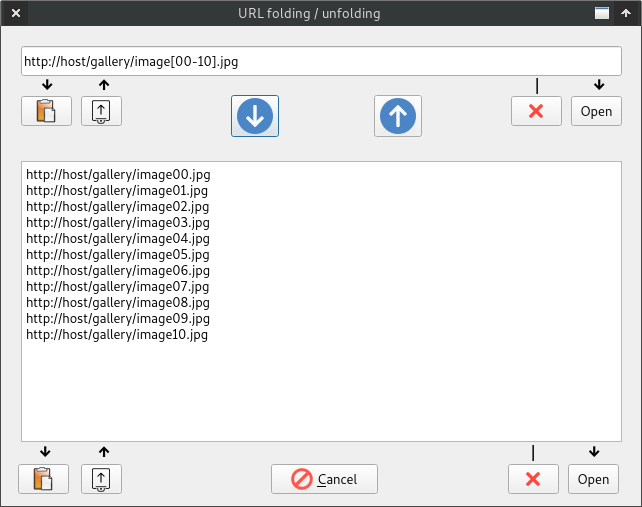 URL folding / unfolding
http://host/gallery/image[00-10].jpg
Open
http://host/gallery/image00.jpg
http://host/gallery/image01.jpg
http://host/gallery/image02.jpg
http://host/gallery/image03.jpg
http://host/gallery/image04.jpg
http://host/gallery/image05.jpg
http://host/gallery/image06.jpg
http://host/gallery/image07.jpg
http://host/gallery/image08.jpg
http://host/gallery/image09.jpg
http://host/gallery/image10.jpg
Cancel
Open